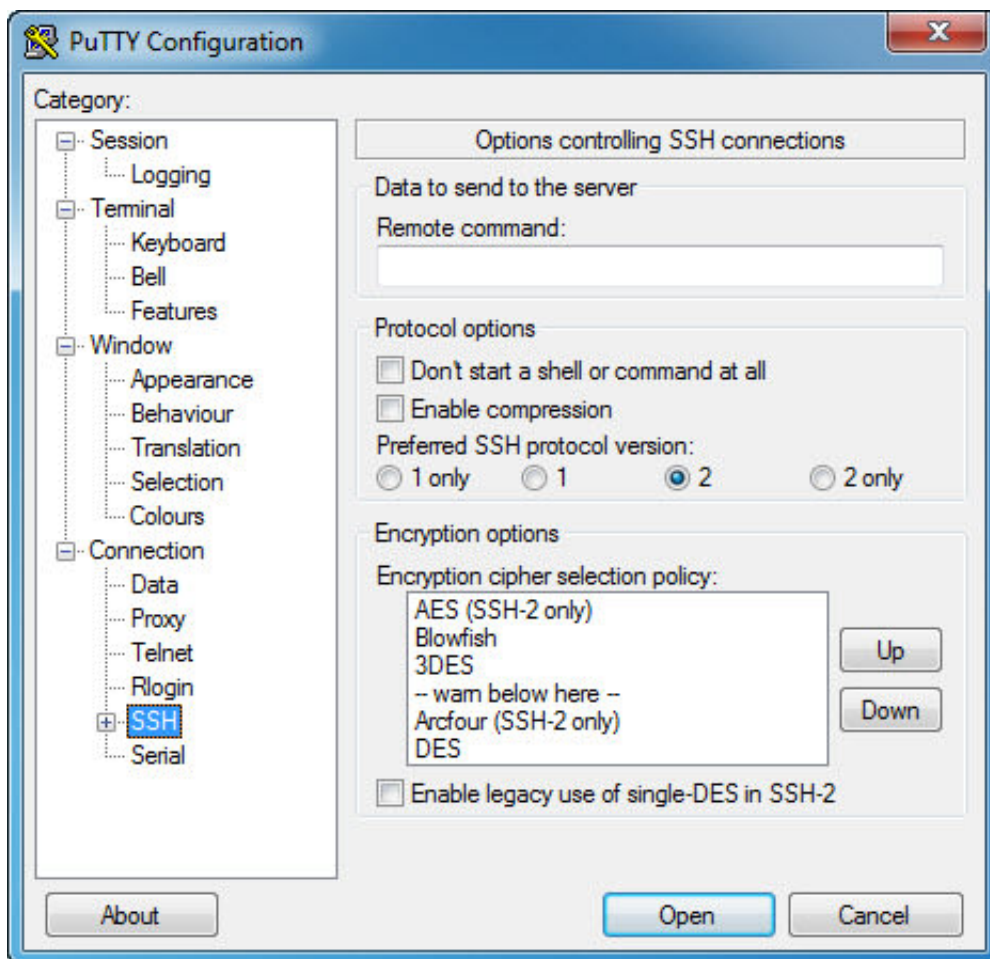 PuTTY Configuration
Category:
Session
Logging
Terminal
Keyboard
Bell
Features
Window
Appearance
Behaviour
Translation
Selection
Colours
Connection
Data
Proxy
Telnet
Rlogin
SSH
Serial
Options controlling SSH connections
Data to send to the server
Remote command:
Protocol options
Don't start a shell or command at all
Enable compression
Preferred SSH protocol version:
1 only 1 2 2 only
Encryption options
Encryption cipher selection policy:
AES (SSH-2 only)
Blowfish
3DES
-- warn below here --
Arcfour (SSH-2 only)
DES
Up
Down
Enable legacy use of single-DES in SSH-2
About Open Cancel